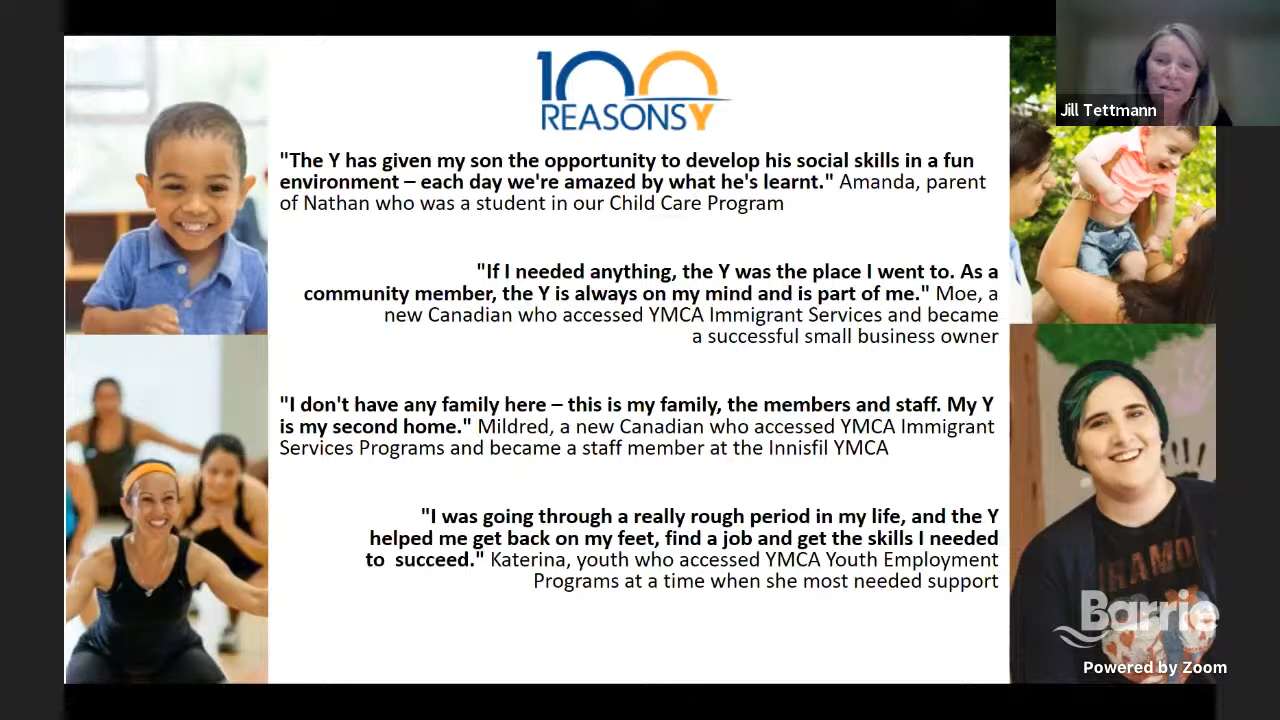 100
REASONSY
Jill Tettmann
"The Y has given my son the opportunity to develop his social skills in a fun
environment – each day we're amazed by what he's learnt." Amanda, parent
of Nathan who was a student in our Child Care Program
"If I needed anything, the Y was the place I went to. As a
community member, the Y is always on my mind and is part of me." Moe, a
new Canadian who accessed YMCA Immigrant Services and became
a successful small business owner
"I don't have any family here – this is my family, the members and staff. My Y
is my second home." Mildred, a new Canadian who accessed YMCA Immigrant
Services Programs and became a staff member at the Innisfil YMCA
"I was going through a really rough period in my life, and the Y
helped me get back on my feet, find a job and get the skills I needed
to succeed." Katerina, youth who accessed YMCA Youth Employment
Programs at a time when she most needed support
Barrie
Powered by Zoom